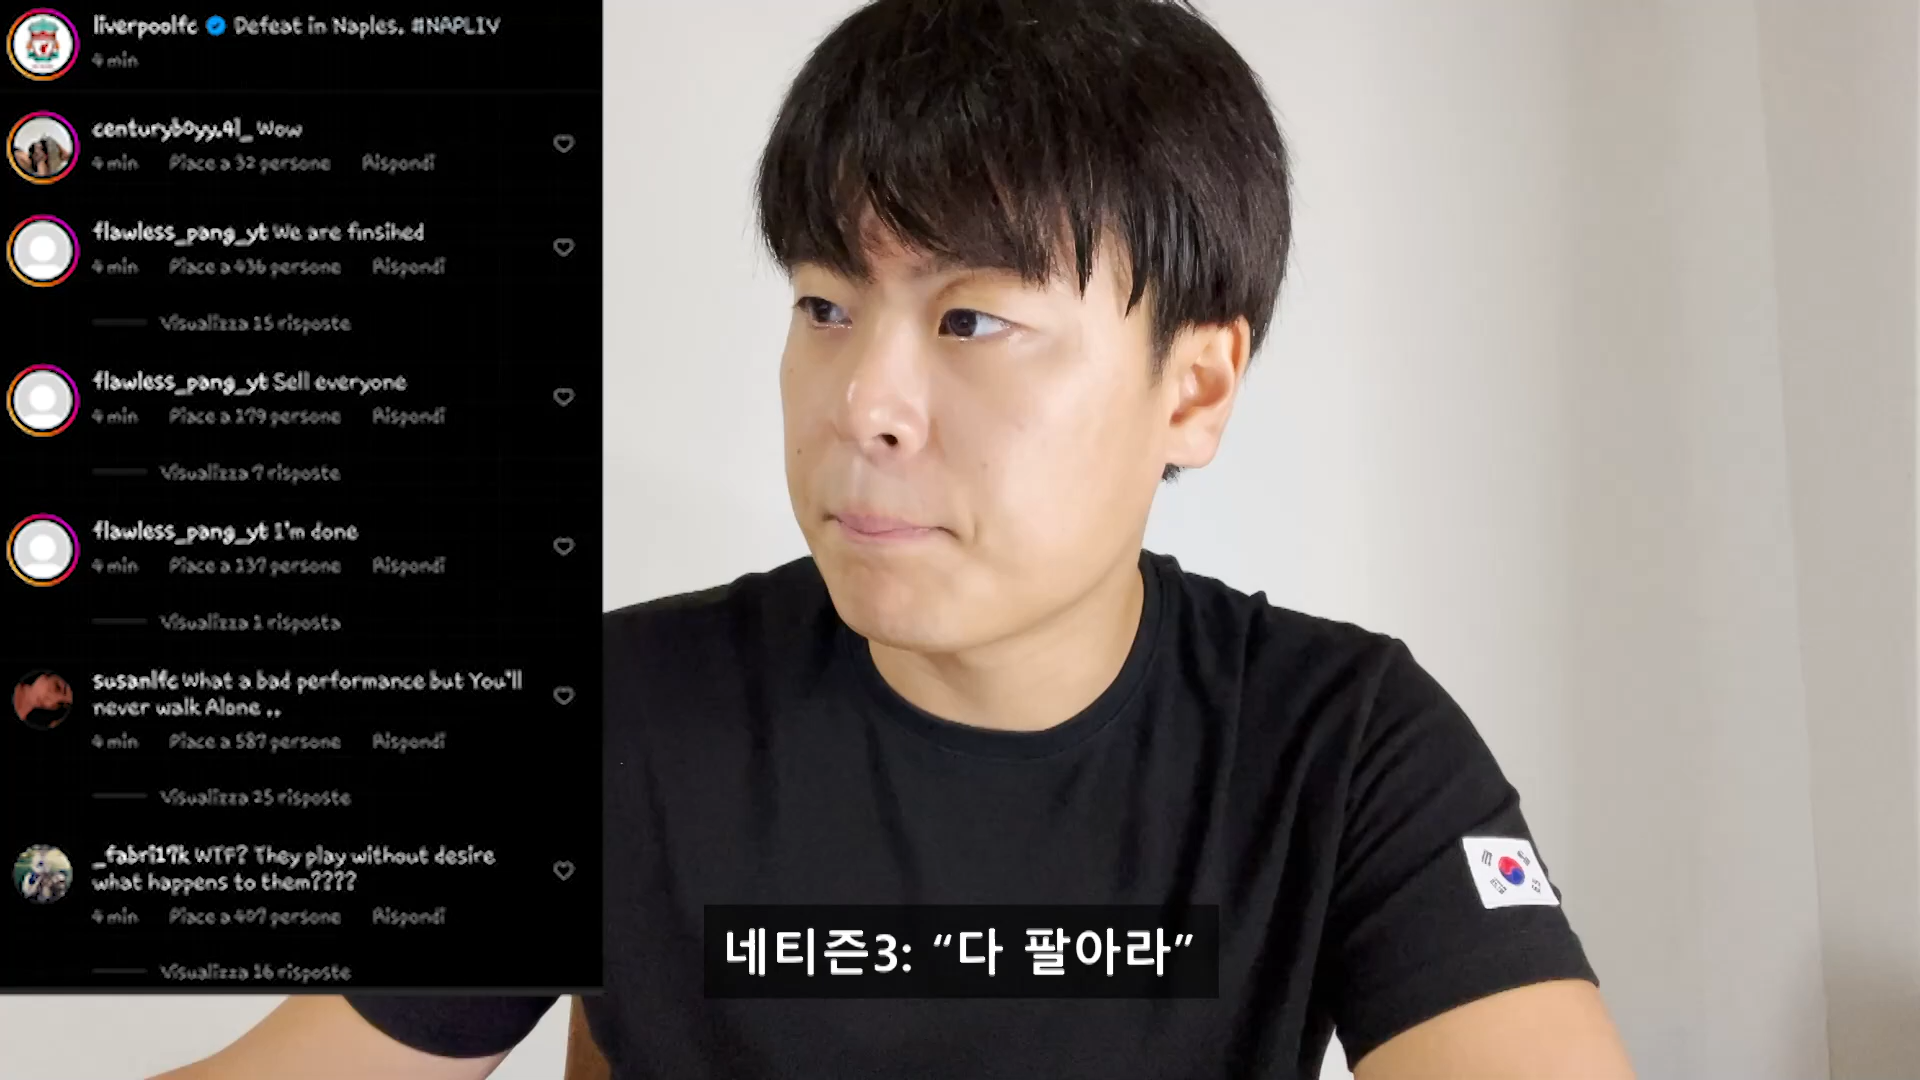 liverpoolfc Defeat in Naples. #NAPLIV
4 min
centuryb0yy.4l_ Wow
4 min Piace a 32 persone Rispondi
flawless_pang_yt We are finsihed
4 min Piace a 436 persone Rispondi
Visualizza 15 risposte
flawless_pang_yt Sell everyone
4 min Piace a 179 persone Rispondi
Visualizza 7 risposte
flawless_pang_yt I'm done
4 min Piace a 137 persone Rispondi
Visualizza 1 risposta
susanlfc What a bad performance but You'll
never walk Alone ..
4 min Piace a 587 persone Rispondi
Visualizza 25 risposte
_fabri17k WTF? They play without desire
what happens to them????
4 min Piace a 407 persone Rispondi
Visualizza 16 risposte
네티즌3: “다 팔아라”